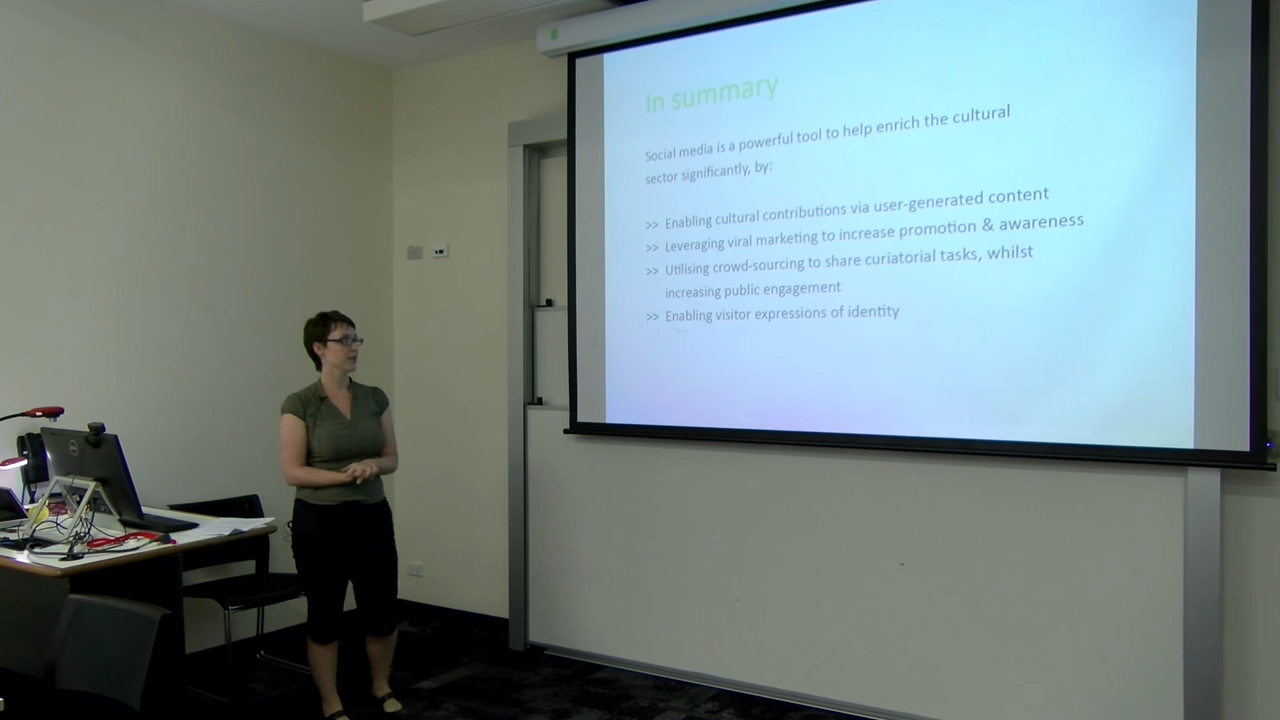 In summary
Social media is a powerful tool to help enrich the cultural
sector significantly, by:
>> Enabling cultural contributions via user-generated content
>> Leveraging viral marketing to increase promotion & awareness
>> Utilising crowd-sourcing to share curiatorial tasks, whilst
increasing public engagement
>> Enabling visitor expressions of identity
DELL